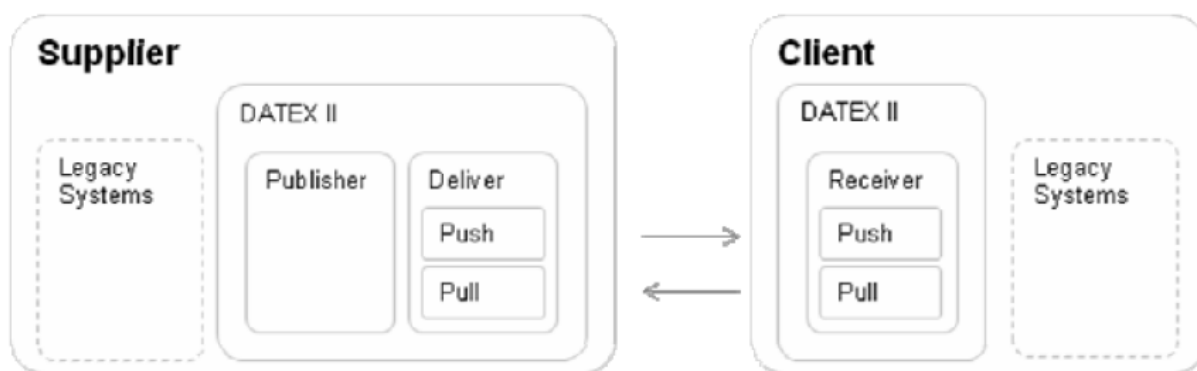 Supplier
DATEX II
Legacy
Systems
Publisher
Deliver
Push
Pull
Client
DATEX II
Receiver
Push
Pull
Legacy
Systems